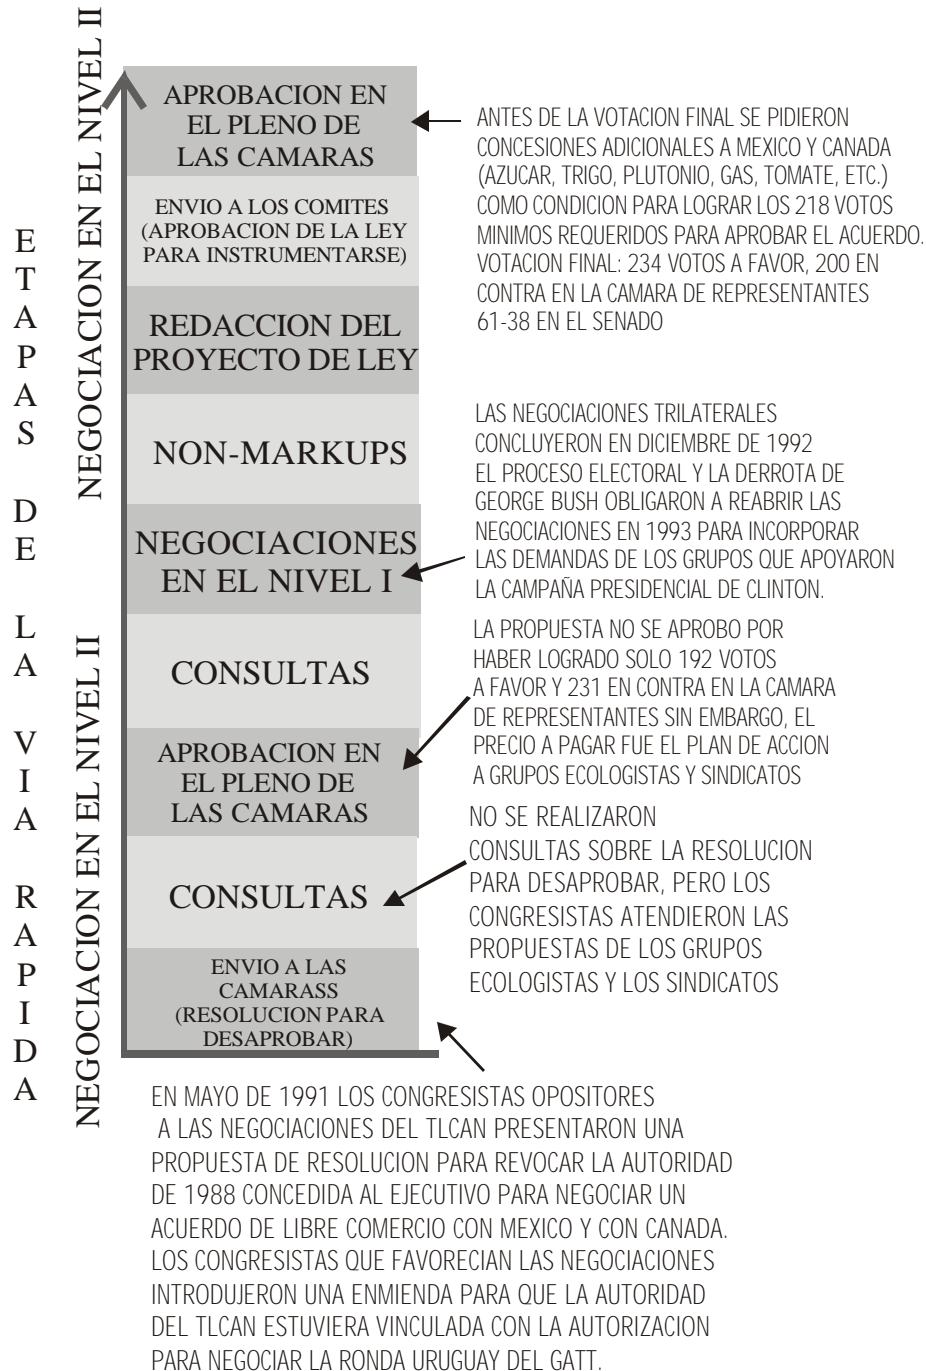 ETAPAS DE LA VIA RAPIDA
NEGOCIACION EN EL NIVEL II
NEGOCIACION EN EL NIVEL II
APROBACION EN
EL PLENO DE
LAS CAMARAS
ANTES DE LA VOTACION FINAL SE PIDIERON
CONCESIONES ADICIONALES A MEXICO Y CANADA
(AZUCAR, TRIGO, PLUTONIO, GAS, TOMATE, ETC.)
COMO CONDICION PARA LOGRAR LOS 218 VOTOS
MINIMOS REQUERIDOS PARA APROBAR EL ACUERDO.
VOTACION FINAL: 234 VOTOS A FAVOR, 200 EN
CONTRA EN LA CAMARA DE REPRESENTANTES
61-38 EN EL SENADO
ENVIO A LOS COMITES
(APROBACION DE LA LEY
PARA INSTRUMENTARSE)
REDACCION DEL
PROYECTO DE LEY
NON-MARKUPS
NEGOCIACIONES
EN EL NIVEL I
LAS NEGOCIACIONES TRILATERALES
CONCLUYERON EN DICIEMBRE DE 1992
EL PROCESO ELECTORAL Y LA DERROTA DE
GEORGE BUSH OBLIGARON A REABRIR LAS
NEGOCIACIONES EN 1993 PARA INCORPORAR
LAS DEMANDAS DE LOS GRUPOS QUE APOYARON
LA CAMPAÑA PRESIDENCIAL DE CLINTON.
CONSULTAS
APROBACION EN
EL PLENO DE
LAS CAMARAS
LA PROPUESTA NO SE APROBO POR
HABER LOGRADO SOLO 192 VOTOS
A FAVOR Y 231 EN CONTRA EN LA CAMARA
DE REPRESENTANTES SIN EMBARGO, EL
PRECIO A PAGAR FUE EL PLAN DE ACCION
A GRUPOS ECOLOGISTAS Y SINDICATOS
CONSULTAS
NO SE REALIZARON
CONSULTAS SOBRE LA RESOLUCION
PARA DESAPROBAR, PERO LOS
CONGRESISTAS ATENDIERON LAS
PROPUESTAS DE LOS GRUPOS
ECOLOGISTAS Y LOS SINDICATOS
ENVIO A LAS
CAMARASS
(RESOLUCION PARA
DESAPROBAR)
EN MAYO DE 1991 LOS CONGRESISTAS OPOSITORES
A LAS NEGOCIACIONES DEL TLCAN PRESENTARON UNA
PROPUESTA DE RESOLUCION PARA REVOCAR LA AUTORIDAD
DE 1988 CONCEDIDA AL EJECUTIVO PARA NEGOCIAR UN
ACUERDO DE LIBRE COMERCIO CON MEXICO Y CON CANADA.
LOS CONGRESISTAS QUE FAVORECIAN LAS NEGOCIACIONES
INTRODUJERON UNA ENMIENDA PARA QUE LA AUTORIDAD
DEL TLCAN ESTUVIERA VINCULADA CON LA AUTORIZACION
PARA NEGOCIAR LA RONDA URUGUAY DEL GATT.